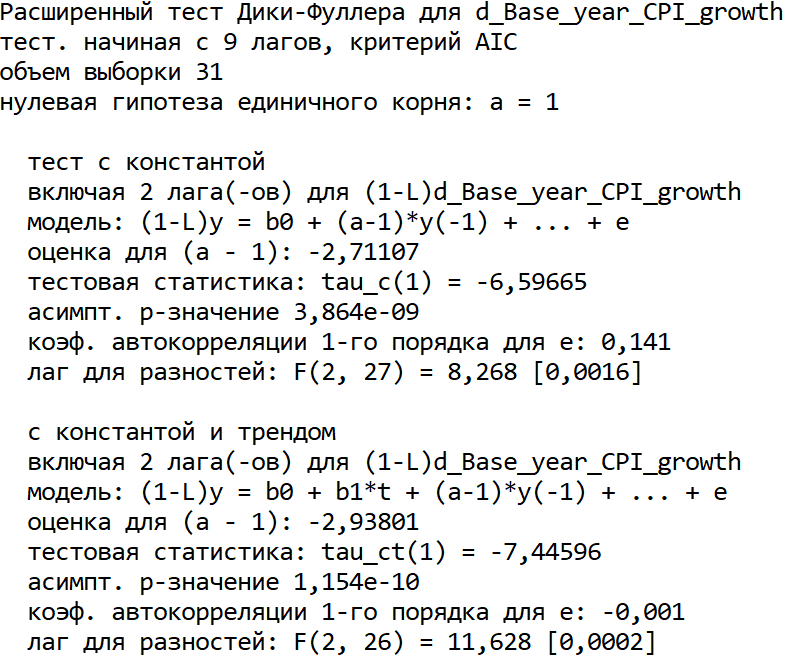 Расширенный тест Дики-Фуллера для d_Base_year_CPI_growth
тест. начиная с 9 лагов, критерий AIC
объем выборки 31
нулевая гипотеза единичного корня: a = 1
тест с константой
включая 2 лага(-ов) для (1-L)d_Base_year_CPI_growth
модель: (1-L)y = b0 + (a-1)*y(-1) + ... + e
оценка для (a - 1): -2,71107
тестовая статистика: tau_c(1) = -6,59665
асимпт. p-значение 3,864e-09
коэф. автокорреляции 1-го порядка для e: 0,141
лаг для разностей: F(2, 27) = 8,268 [0,0016]
с константой и трендом
включая 2 лага(-ов) для (1-L)d_Base_year_CPI_growth
модель: (1-L)y = b0 + b1*t + (a-1)*y(-1) + ... + e
оценка для (a - 1): -2,93801
тестовая статистика: tau_ct(1) = -7,44596
асимпт. p-значение 1,154e-10
коэф. автокорреляции 1-го порядка для e: -0,001
лаг для разностей: F(2, 26) = 11,628 [0,0002]